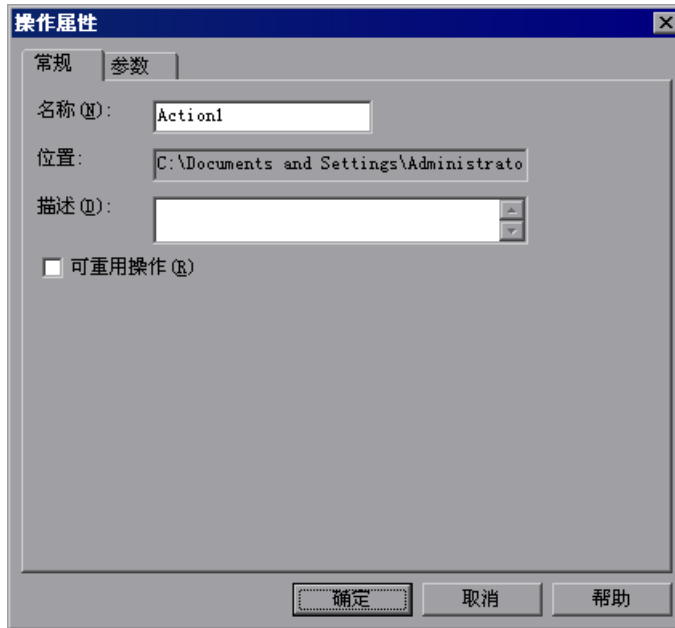 操作属性
常规
参数
名称(N):
Action1
位置:
C:\Documents and Settings\Administrato
描述(D):
可重用操作(R)
确定
取消
帮助